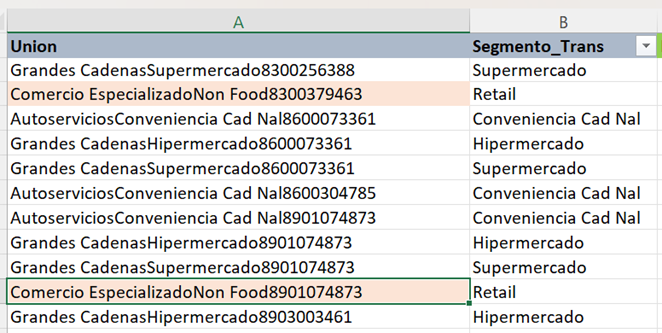 A B
Union Segmento_Trans
Grandes CadenasSupermercado8300256388 Supermercado
Comercio EspecializadoNon Food8300379463 Retail
AutoserviciosConveniencia Cad Nal8600073361 Conveniencia Cad Nal
Grandes CadenasHipermercado8600073361 Hipermercado
Grandes CadenasSupermercado8600073361 Supermercado
AutoserviciosConveniencia Cad Nal8600304785 Conveniencia Cad Nal
AutoserviciosConveniencia Cad Nal8901074873 Conveniencia Cad Nal
Grandes CadenasHipermercado8901074873 Hipermercado
Grandes CadenasSupermercado8901074873 Supermercado
Comercio EspecializadoNon Food8901074873 Retail
Grandes CadenasHipermercado8903003461 Hipermercado